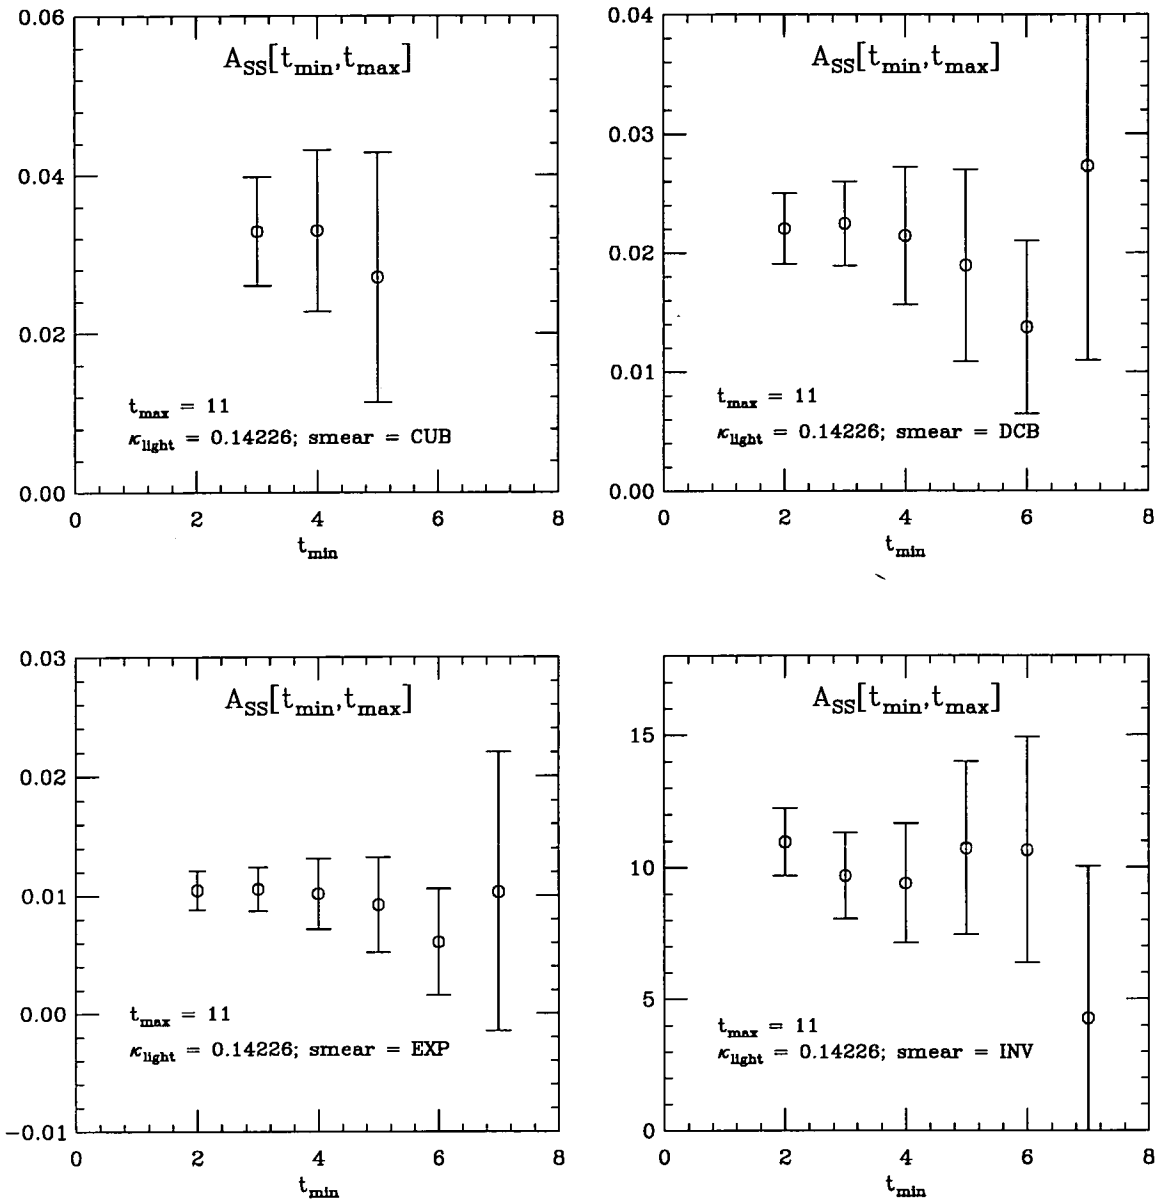 A_SS[t_min,t_max]
0.06
0.04
0.02
0.00
t_max = 11
κ_light = 0.14226; smear = CUB
0 2 4 6 8
t_min
A_SS[t_min,t_max]
0.04
0.03
0.02
0.01
0.00
t_max = 11
κ_light = 0.14226; smear = DCB
0 2 4 6 8
t_min
A_SS[t_min,t_max]
0.03
0.02
0.01
0.00
−0.01
t_max = 11
κ_light = 0.14226; smear = EXP
0 2 4 6 8
t_min
A_SS[t_min,t_max]
15
10
5
0
t_max = 11
κ_light = 0.14226; smear = INV
0 2 4 6 8
t_min